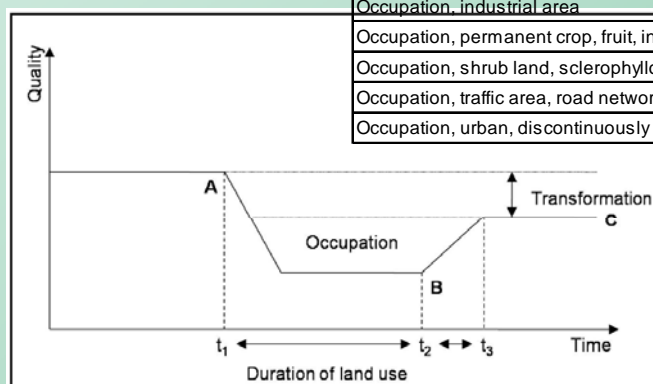 Occupation, industrial area
Occupation, permanent crop, fruit, in
Occupation, shrub land, sclerophyllo
Occupation, traffic area, road networ
Occupation, urban, discontinuously
Quality
A
Transformation
C
Occupation
B
t1
t2
t3
Time
Duration of land use